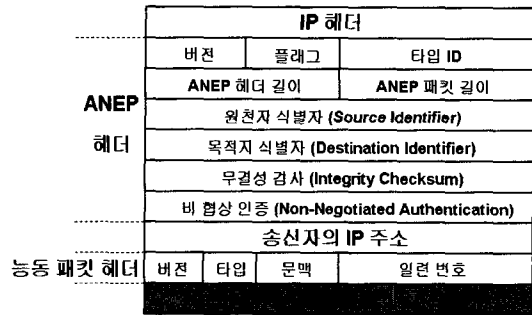 IP 헤더
버전 플래그 타입 ID
ANEP 헤더 길이 ANEP 패킷 길이
ANEP
헤더
원천자 식별자 (Source Identifier)
목적지 식별자 (Destination Identifier)
무결성 검사 (Integrity Checksum)
비 협상 인증 (Non-Negotiated Authentication)
송신자의 IP 주소
능동 패킷 헤더 버전 타입 문맥 일련 번호